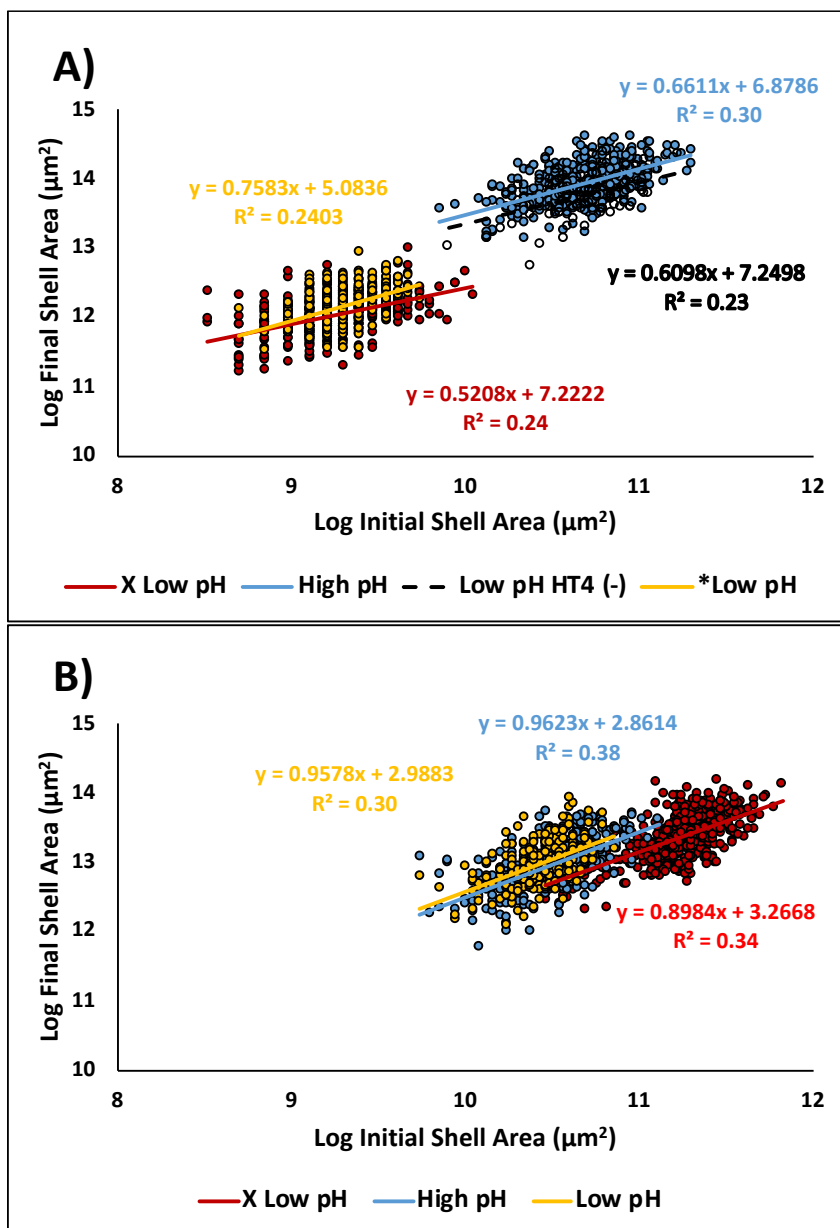 A)
y = 0.6611x + 6.8786
R² = 0.30
y = 0.7583x + 5.0836
R² = 0.2403
y = 0.6098x + 7.2498
R² = 0.23
y = 0.5208x + 7.2222
R² = 0.24
Log Final Shell Area (µm²)
15
14
13
12
11
10
8 9 10 11 12
Log Initial Shell Area (µm²)
X Low pH High pH Low pH HT4 (-) *Low pH
B)
y = 0.9623x + 2.8614
R² = 0.38
y = 0.9578x + 2.9883
R² = 0.30
y = 0.8984x + 3.2668
R² = 0.34
Log Final Shell Area (µm²)
15
14
13
12
11
10
8 9 10 11 12
Log Initial Shell Area (µm²)
X Low pH High pH Low pH